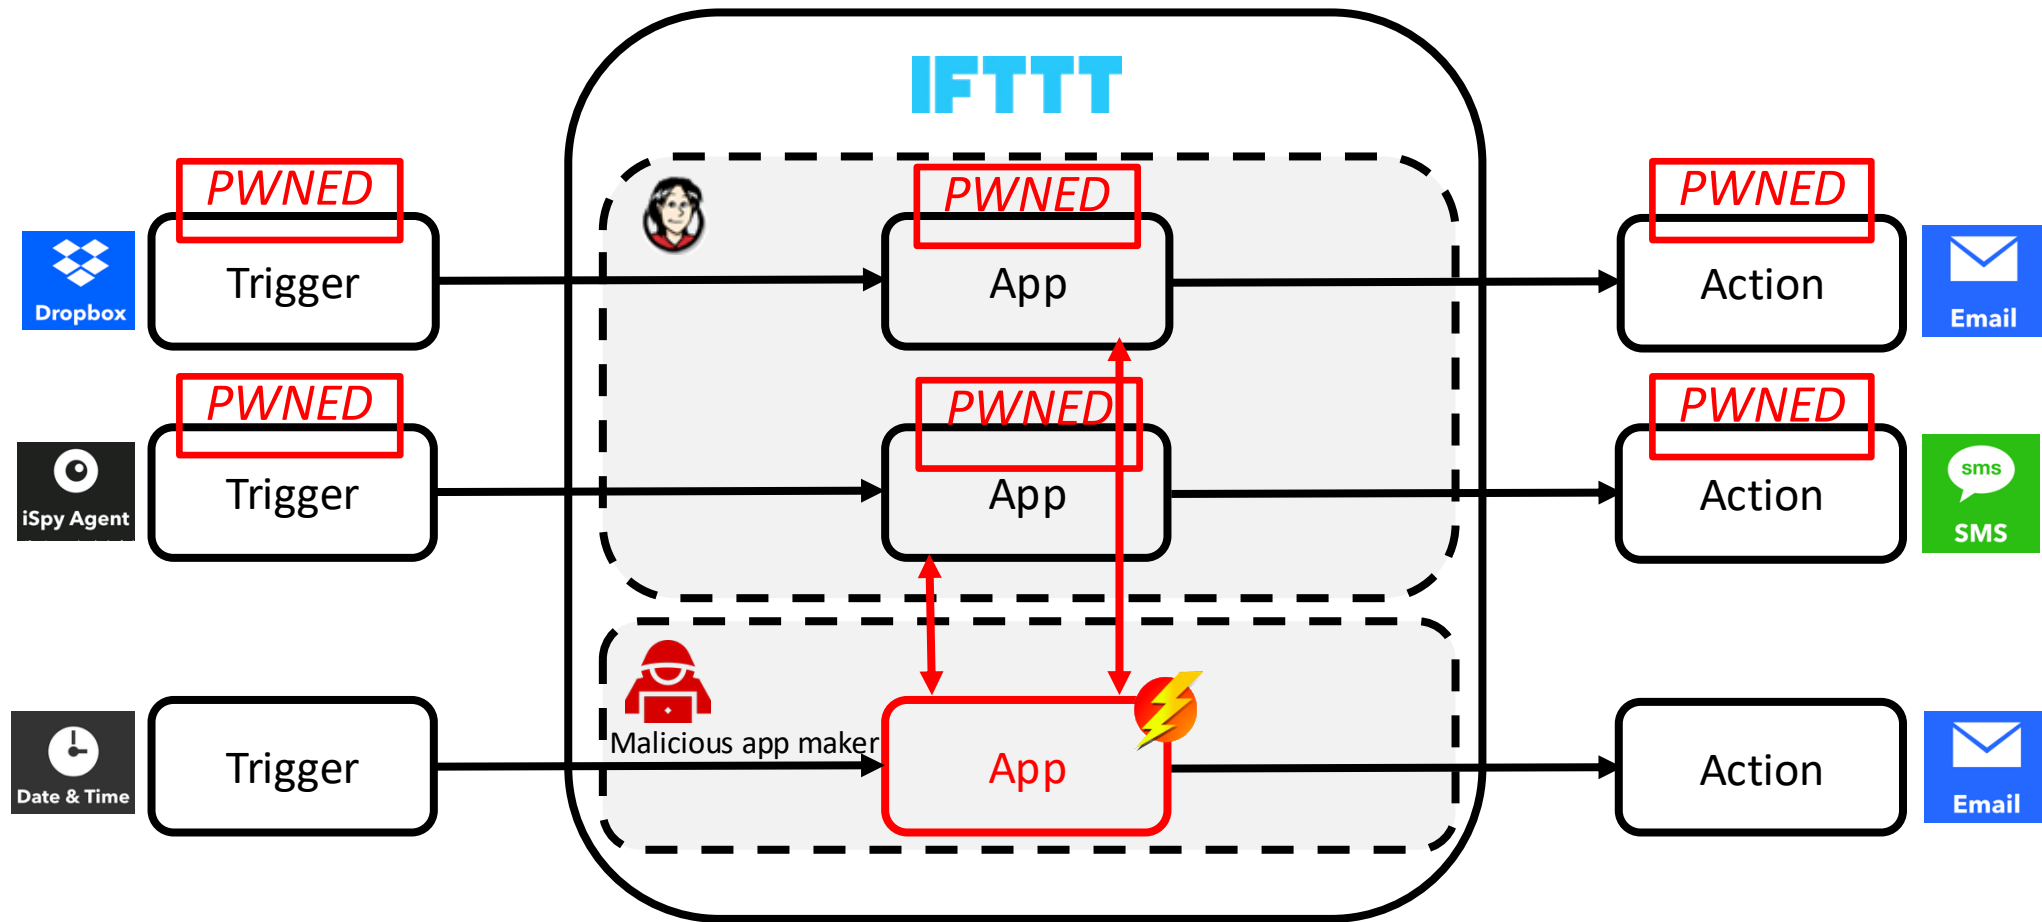 IFTTT
PWNED
PWNED
PWNED
Dropbox
Trigger
App
Action
Email
PWNED
PWNED
PWNED
iSpy Agent
Trigger
App
Action
sms
SMS
Malicious app maker
Date & Time
Trigger
App
Action
Email